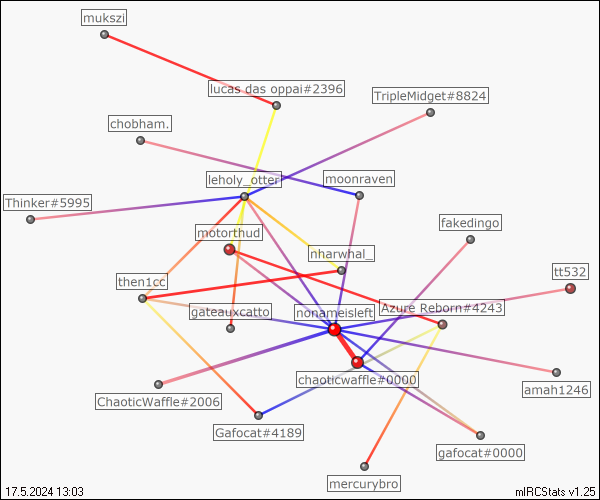 mukszi
lucas das oppai#2396
TripleMidget#8824
chobham.
leholy_otter
moonraven
Thinker#5995
fakedingo
motorthud
nharwhal_
tt532
then1cc
gateauxcatto
nonameisleft
Azure Reborn#4243
chaoticwaffle#0000
ChaoticWaffle#2006
amah1246
Gafocat#4189
gafocat#0000
mercurybro
17.5.2024 13:03
mIRCStats v1.25